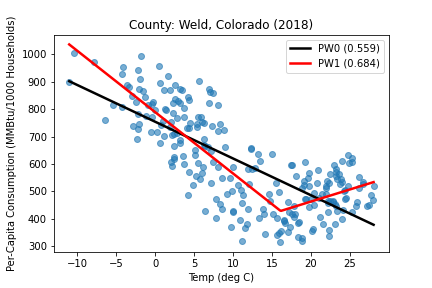 County: Weld, Colorado (2018)
PW0 (0.559)
PW1 (0.684)
Per-Capita Consumption (MMBtu/1000 Households)
1000
900
800
700
600
500
400
300
−10 −5 0 5 10 15 20 25
Temp (deg C)